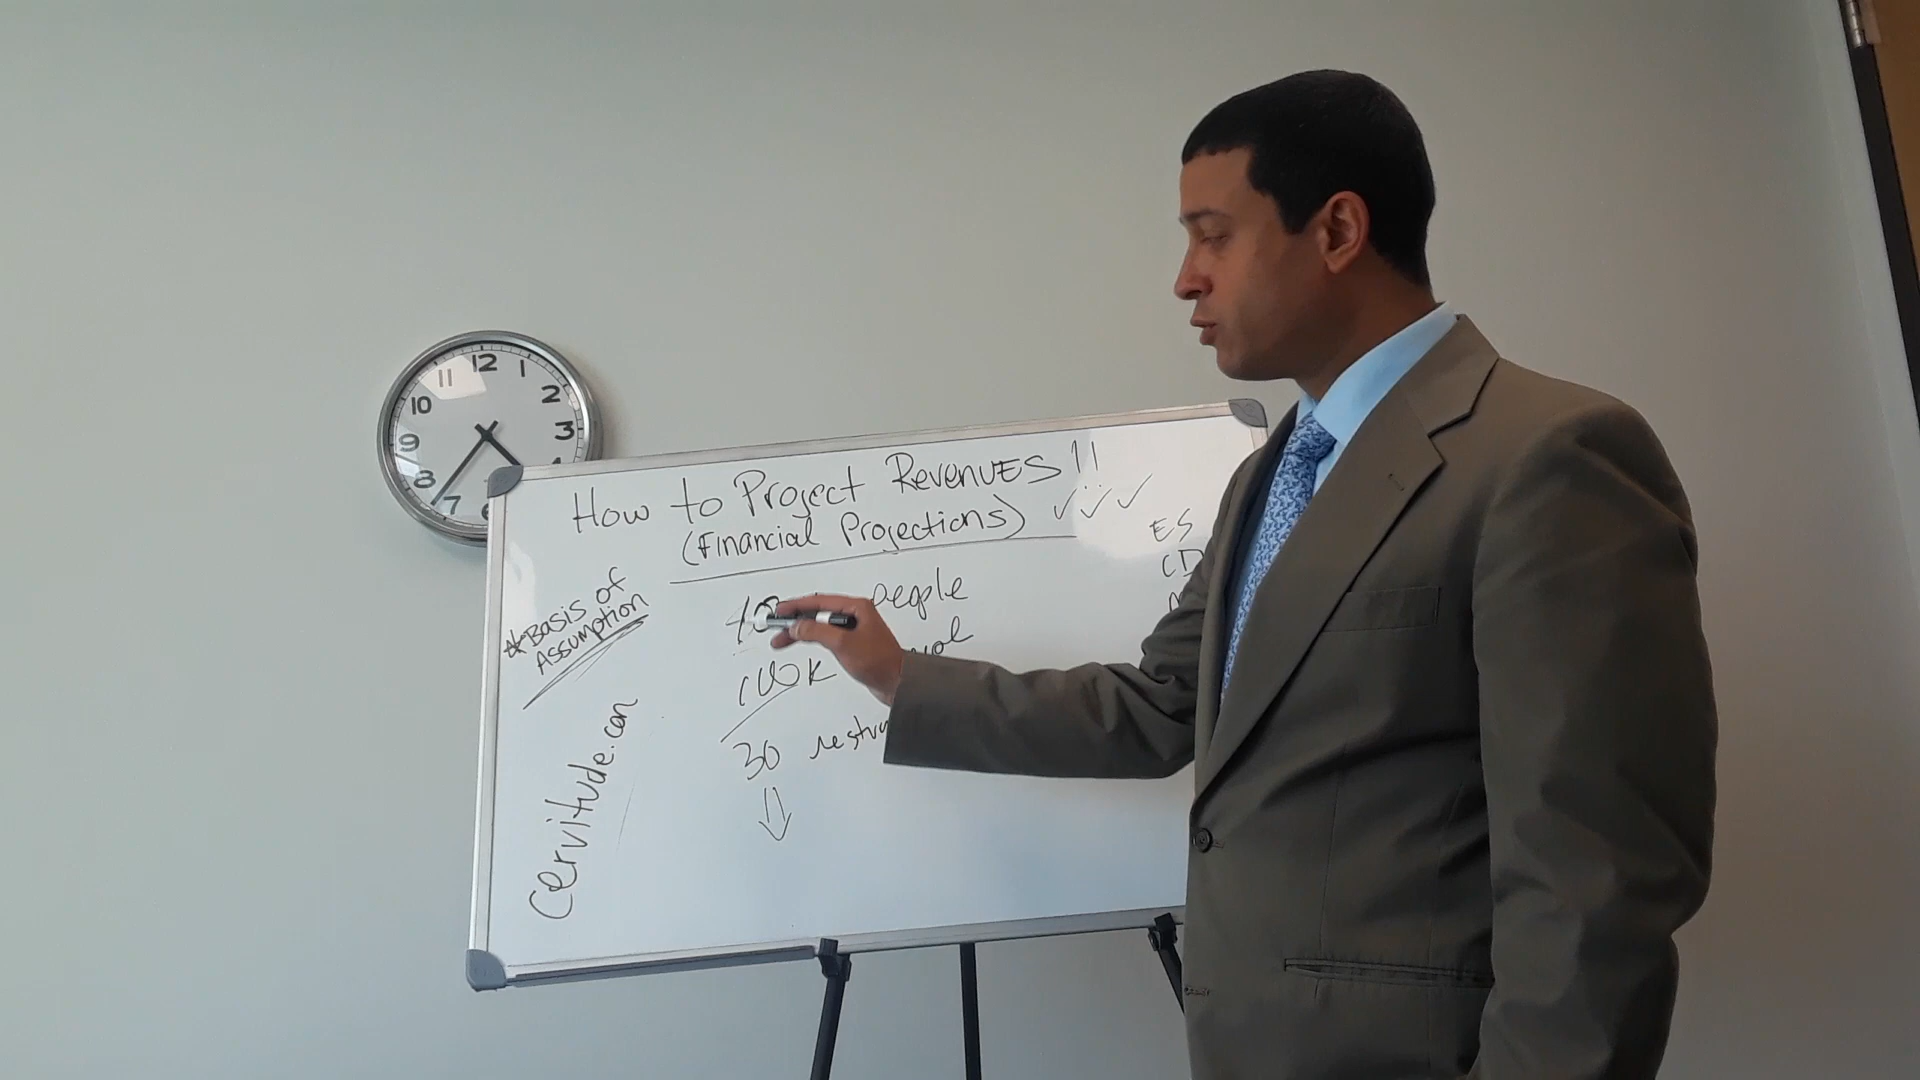 12
1
11
2
10
3
9
8
7
How to Project Revenues!!
(Financial Projections)
ES
CD
*Basis of
Assumption
people
100K
30
Cervitude.com